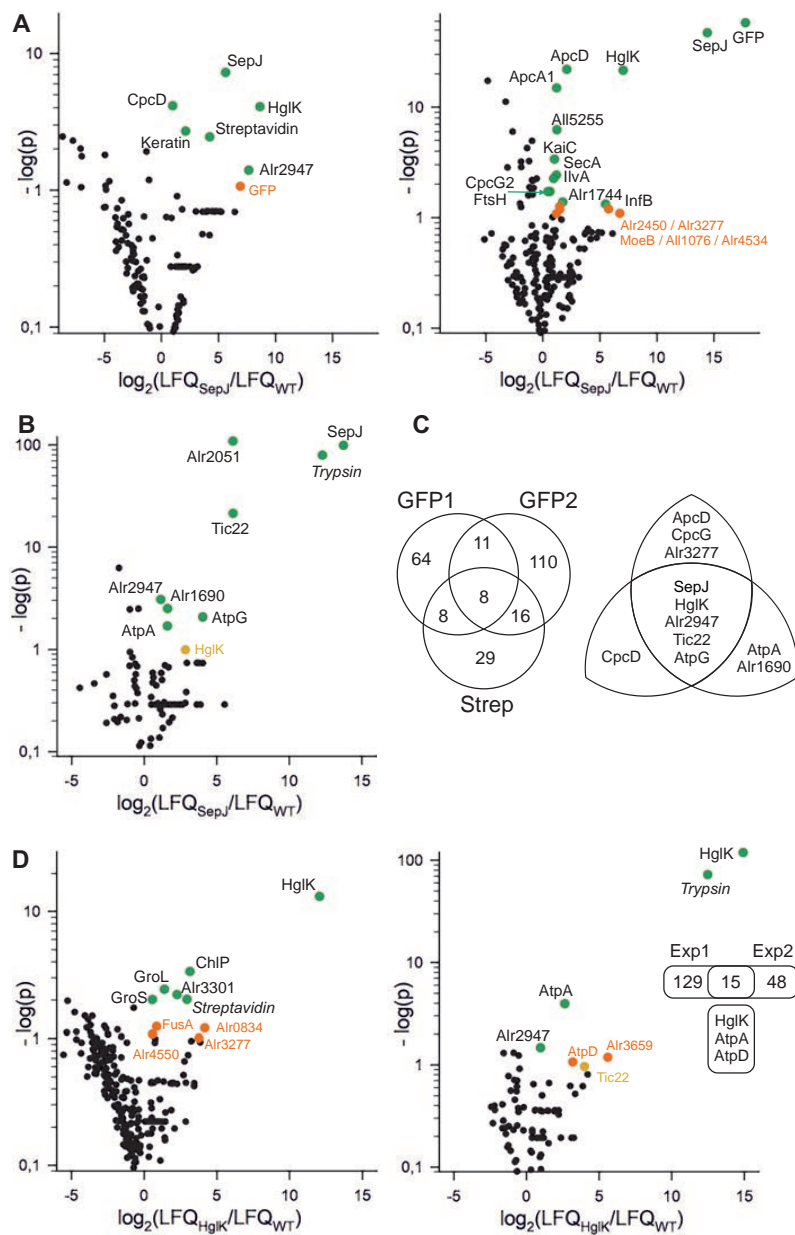 A
10
1
0,1
-5
0
5
10
15
- log(p)
log2(LFQSepJ/LFQWT)
SepJ
CpcD
HglK
Keratin
Streptavidin
Alr2947
GFP
10
1
0,1
-5
0
5
10
15
- log(p)
log2(LFQSepJ/LFQWT)
GFP
SepJ
ApcD
HglK
ApcA1
All5255
KaiC
SecA
IlvA
CpcG2
FtsH
Alr1744
InfB
Alr2450 / Alr3277
MoeB / All1076 / Alr4534
B
100
10
1
0,1
-5
0
5
10
15
- log(p)
log2(LFQSepJ/LFQWT)
SepJ
Alr2051
Trypsin
Tic22
Alr2947
Alr1690
AtpA
AtpG
HglK
C
GFP1
GFP2
64
11
110
8
8
16
29
Strep
ApcD
CpcG
Alr3277
SepJ
HglK
Alr2947
Tic22
AtpG
CpcD
AtpA
Alr1690
D
10
1
0,1
-5
0
5
10
15
- log(p)
log2(LFQHglK/LFQWT)
HglK
ChlP
GroL
Alr3301
GroS
Streptavidin
FusA
Alr0834
Alr4550
Alr3277
100
10
1
0,1
-5
0
5
10
15
- log(p)
log2(LFQHglK/LFQWT)
HglK
Trypsin
AtpA
Alr2947
AtpD
Alr3659
Tic22
Exp1
Exp2
129
15
48
HglK
AtpA
AtpD